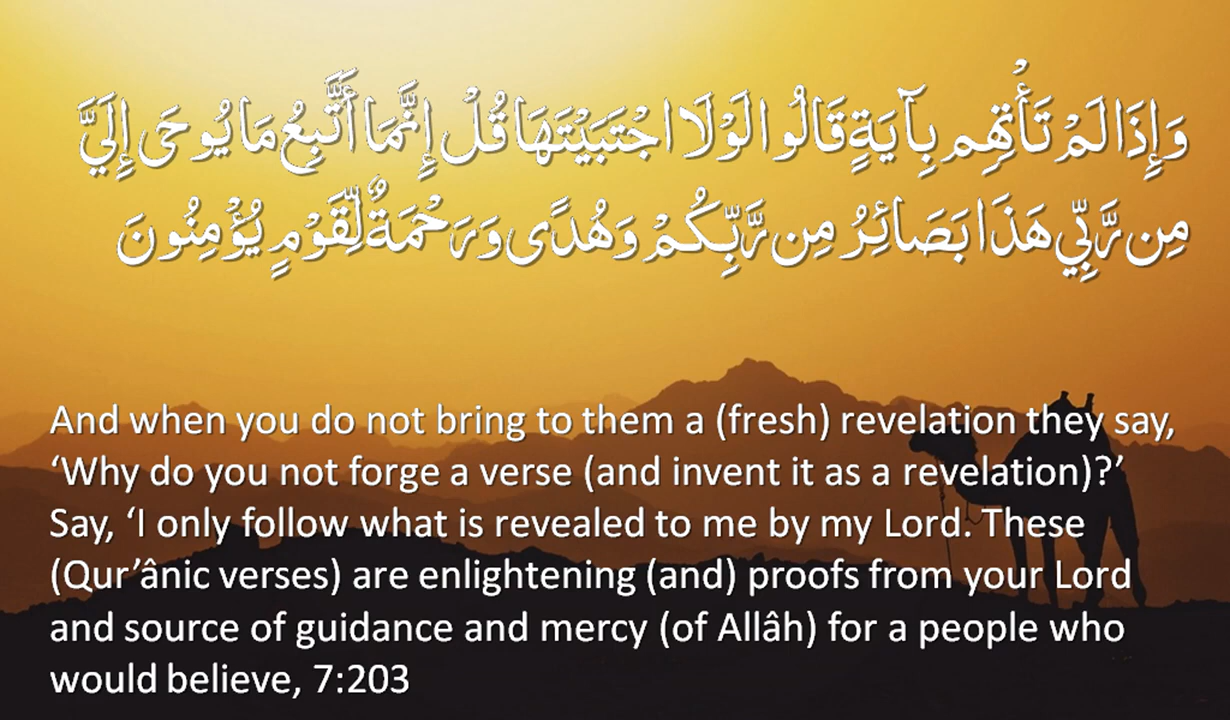 وَإِذَا لَمْ تَأْتِهِم بِآيَةٍ قَالُوا لَوْلَا اجْتَبَيْتَهَا قُلْ إِنَّمَا أَتَّبِعُ مَا يُوحَى إِلَيَّ
مِن رَّبِّي هَذَا بَصَائِرُ مِن رَّبِّكُمْ وَهُدًى وَرَحْمَةٌ لِّقَوْمٍ يُؤْمِنُونَ
And when you do not bring to them a (fresh) revelation they say,
‘Why do you not forge a verse (and invent it as a revelation)?’
Say, ‘I only follow what is revealed to me by my Lord. These
(Qur’ânic verses) are enlightening (and) proofs from your Lord
and source of guidance and mercy (of Allâh) for a people who
would believe, 7:203